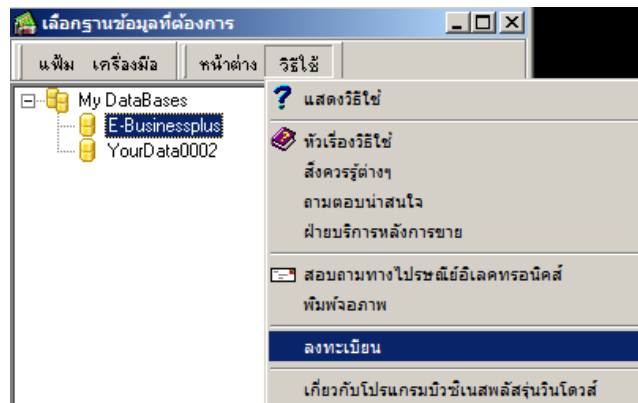 เลือกฐานข้อมูลที่ต้องการ
แฟ้ม เครื่องมือ หน้าต่าง วิธีใช้
My DataBases
E-Businessplus
YourData0002
แสดงวิธีใช้
หัวเรื่องวิธีใช้
สิ่งควรรู้ต่างๆ
ถามตอบน่าสนใจ
ฝ่ายบริการหลังการขาย
สอบถามทางไปรษณีย์อีเลคทรอนิคส์
พิมพ์จอภาพ
ลงทะเบียน
เกี่ยวกับโปรแกรมบิวซิเนสพลัสรุ่นวินโดวส์